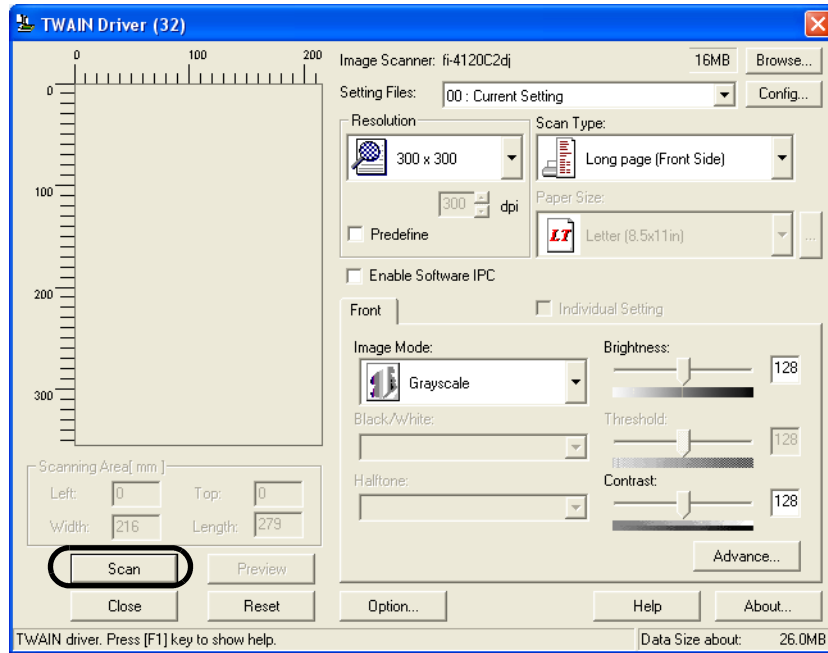 TWAIN Driver (32)
0 100 200
0
100
200
300
Image Scanner: fi-4120C2dj 16MB Browse...
Setting Files: 00 : Current Setting Config...
Resolution
300 x 300
300 dpi
Predefine
Scan Type:
Long page (Front Side)
Paper Size:
LT Letter (8.5x11in) ...
Enable Software IPC
Front Individual Setting
Image Mode:
Grayscale
Black/White:
Halftone:
Brightness:
128
Threshold:
128
Contrast:
128
Advance...
Scanning Area[ mm ]
Left: 0 Top: 0
Width: 216 Length: 279
Scan Preview
Close Reset Option... Help About...
TWAIN driver. Press [F1] key to show help. Data Size about: 26.0MB